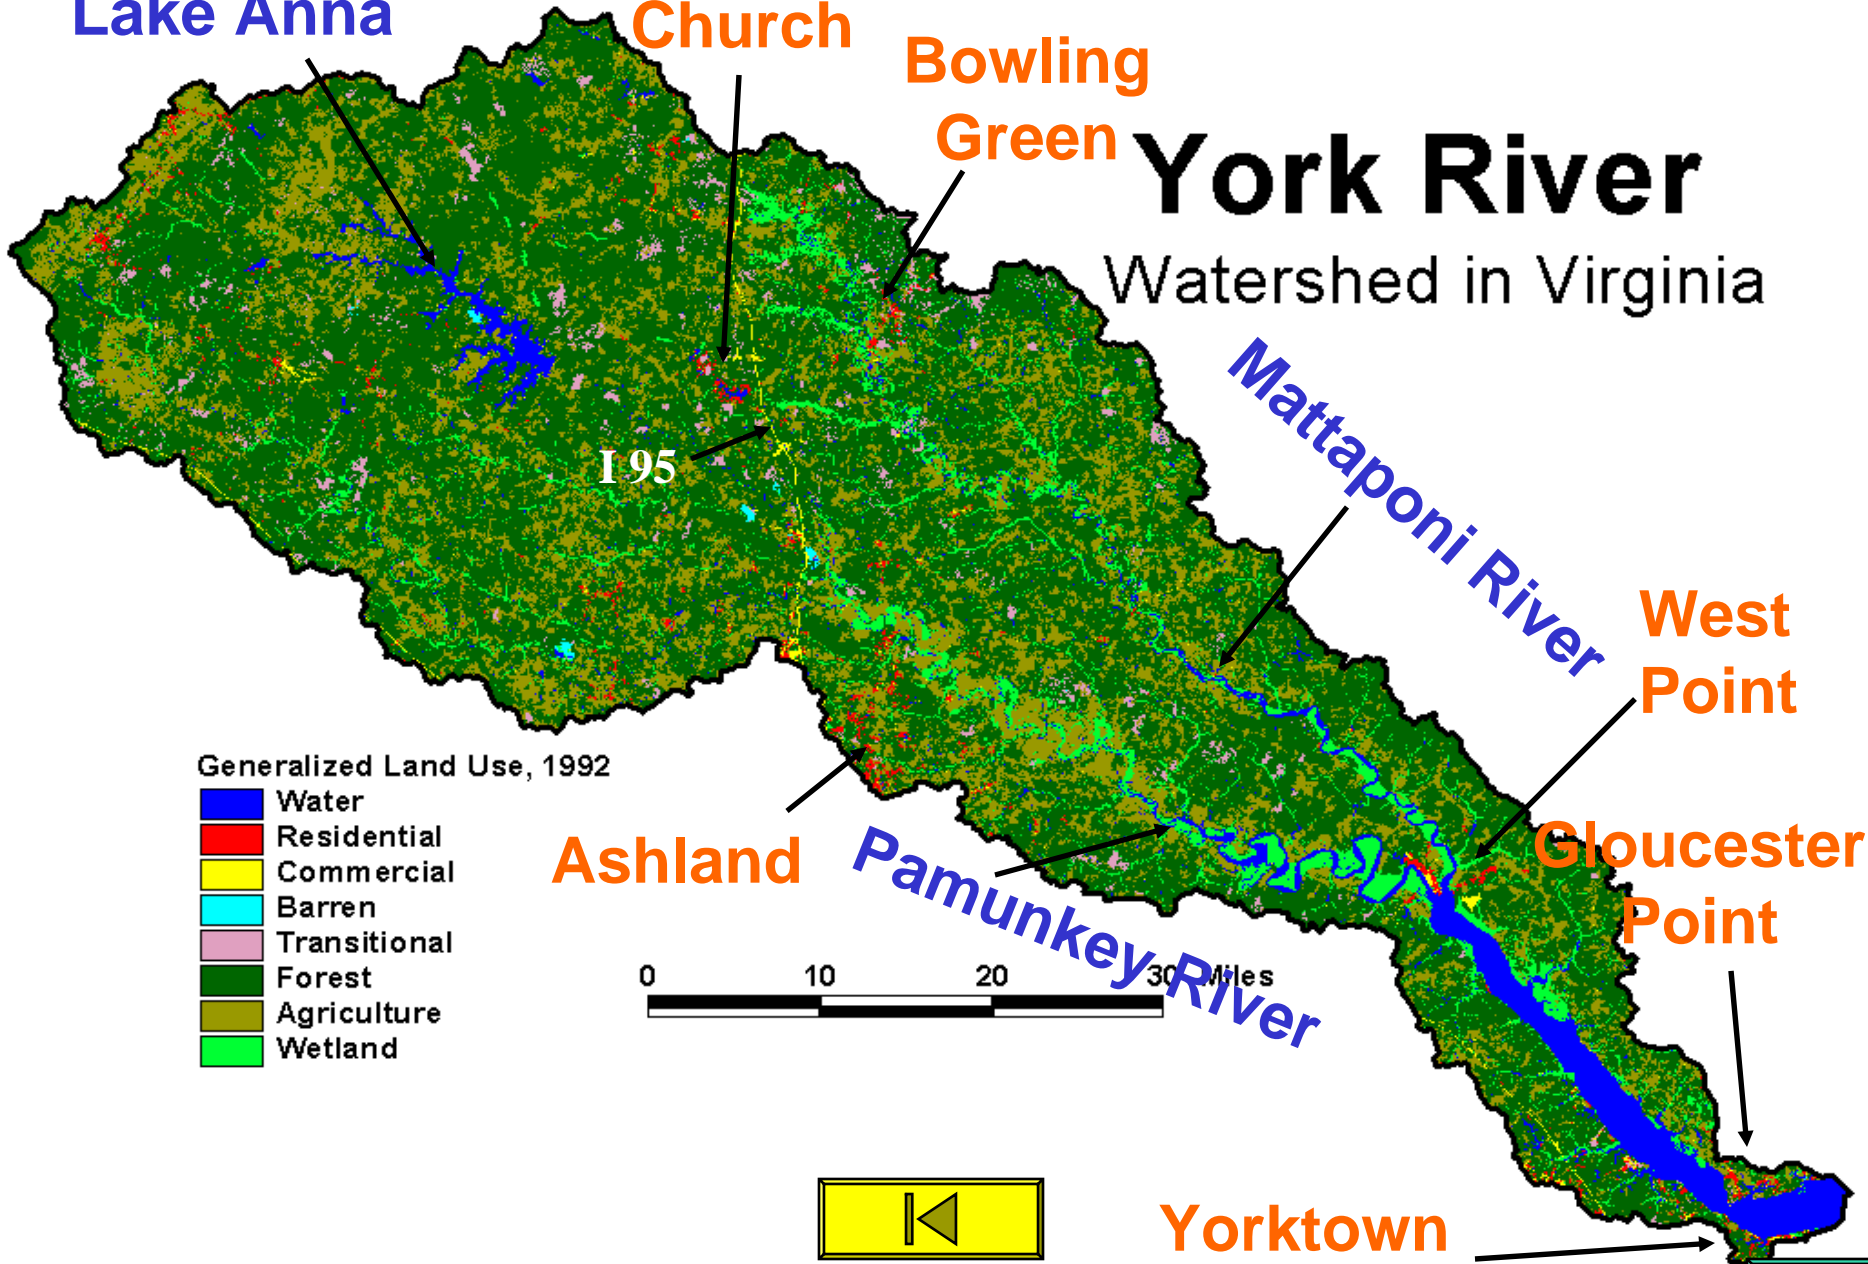 Lake Anna
Church
Bowling
Green
York River
Watershed in Virginia
Mattaponi River
I 95
West
Point
Generalized Land Use, 1992
Water
Residential
Commercial
Barren
Transitional
Forest
Agriculture
Wetland
Ashland
Pamunkey River
Gloucester
Point
0 10 20 30 Miles
Yorktown